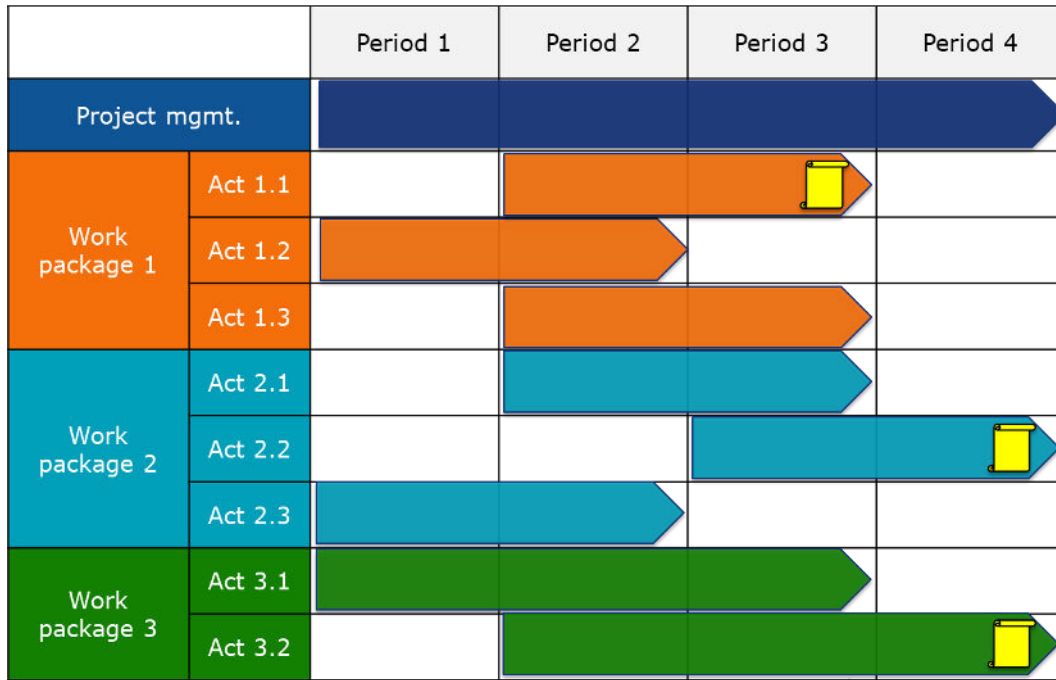 Period 1
Period 2
Period 3
Period 4
Project mgmt.
Work
package 1
Act 1.1
Act 1.2
Act 1.3
Work
package 2
Act 2.1
Act 2.2
Act 2.3
Work
package 3
Act 3.1
Act 3.2